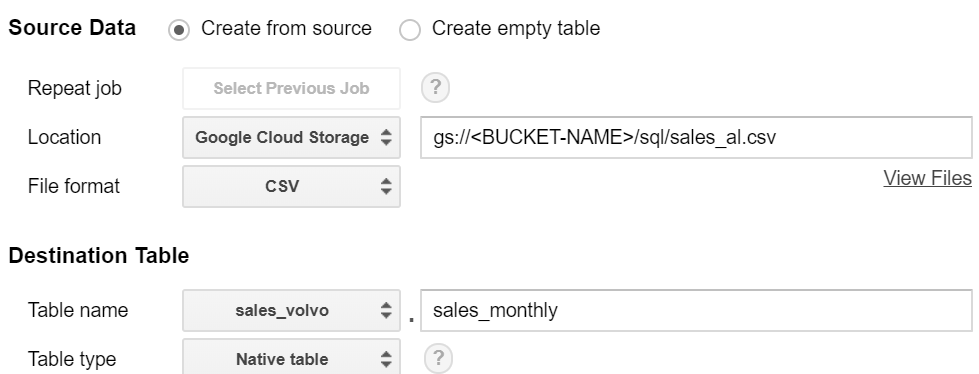 Source Data Create from source Create empty table
Repeat job Select Previous Job ?
Location Google Cloud Storage gs://<BUCKET-NAME>/sql/sales_al.csv
File format CSV View Files
Destination Table
Table name sales_volvo . sales_monthly
Table type Native table ?